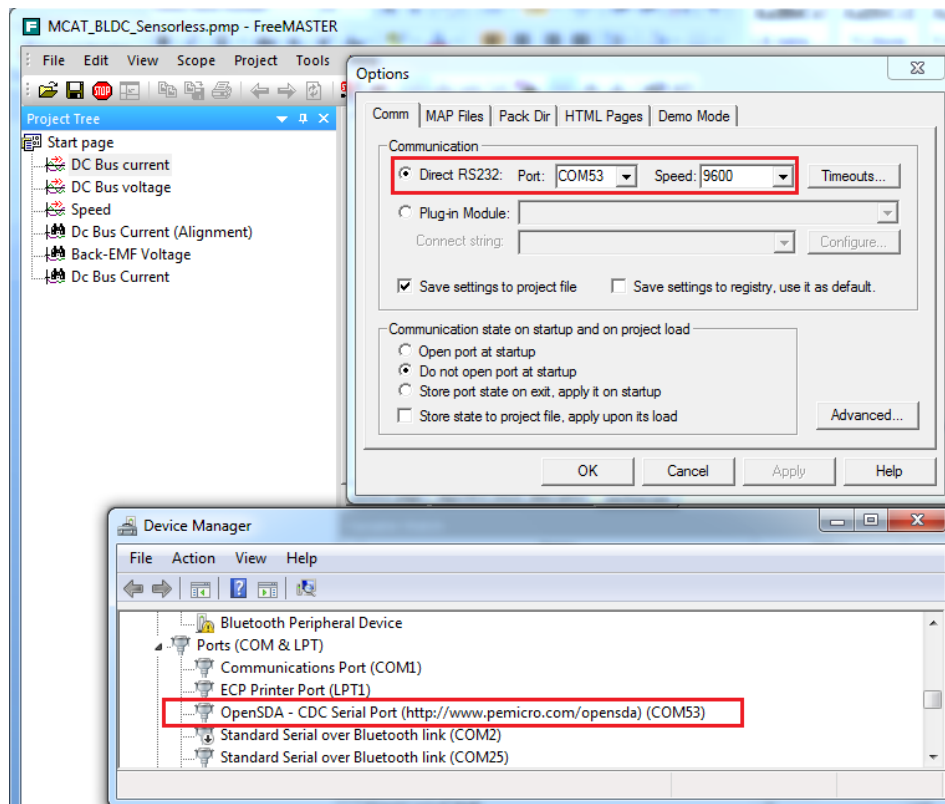 MCAT_BLDC_Sensorless.pmp - FreeMASTER
File Edit View Scope Project Tools
STOP
Project Tree
Start page
DC Bus current
DC Bus voltage
Speed
Dc Bus Current (Alignment)
Back-EMF Voltage
Dc Bus Current
Options
Comm MAP Files Pack Dir HTML Pages Demo Mode
Communication
Direct RS232: Port: COM53 Speed: 9600 Timeouts...
Plug-in Module:
Connect string: Configure...
Save settings to project file Save settings to registry, use it as default.
Communication state on startup and on project load
Open port at startup
Do not open port at startup
Store port state on exit, apply it on startup
Store state to project file, apply upon its load Advanced...
OK Cancel Apply Help
Device Manager
File Action View Help
Bluetooth Peripheral Device
Ports (COM & LPT)
Communications Port (COM1)
ECP Printer Port (LPT1)
OpenSDA - CDC Serial Port (http://www.pemicro.com/opensda) (COM53)
Standard Serial over Bluetooth link (COM2)
Standard Serial over Bluetooth link (COM25)